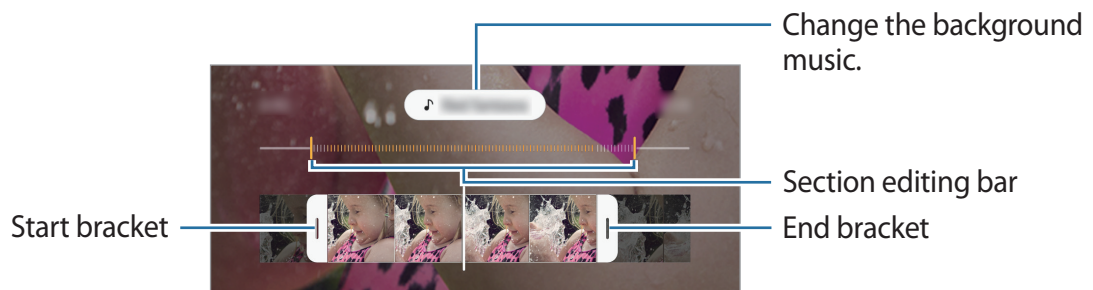 Change the background
music.
Section editing bar
Start bracket
End bracket